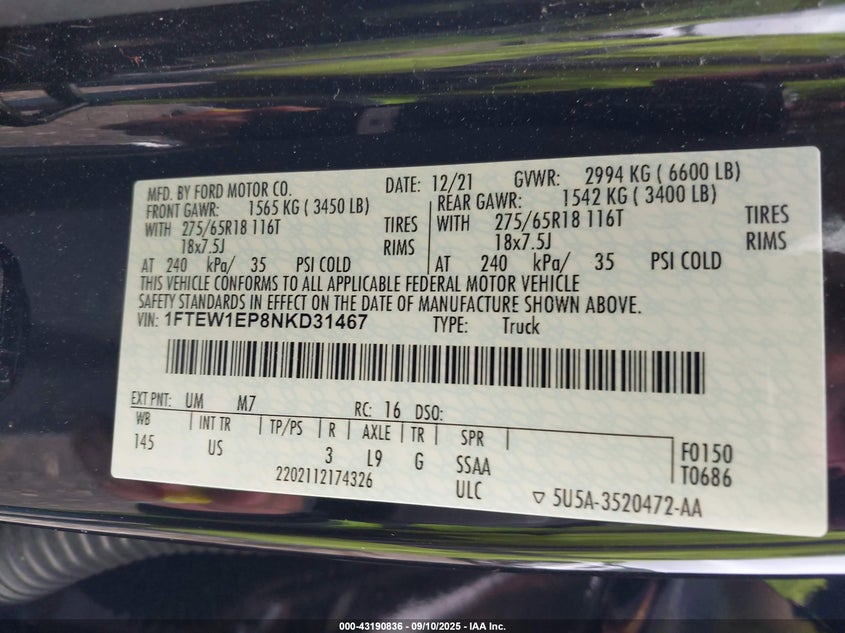 MFD. BY FORD MOTOR CO. DATE: 12/21 GVWR: 2994 KG ( 6600 LB)
FRONT GAWR: 1565 KG ( 3450 LB) REAR GAWR: 1542 KG ( 3400 LB)
WITH 275/65R18 116T TIRES WITH 275/65R18 116T TIRES
18x7.5J RIMS 18x7.5J RIMS
AT 240 kPa/ 35 PSI COLD AT 240 kPa/ 35 PSI COLD
THIS VEHICLE CONFORMS TO ALL APPLICABLE FEDERAL MOTOR VEHICLE
SAFETY STANDARDS IN EFFECT ON THE DATE OF MANUFACTURE SHOWN ABOVE.
VIN: 1FTEW1EP8NKD31467 TYPE: Truck
EXT PNT: UM M7 RC: 16 DSO:
WB INT TR TP/PS R AXLE TR SPR F0150
145 US 3 L9 G SSAA T0686
2202112174326 ULC 5U5A-3520472-AA
000-43190836 - 09/10/2025 - IAA Inc.